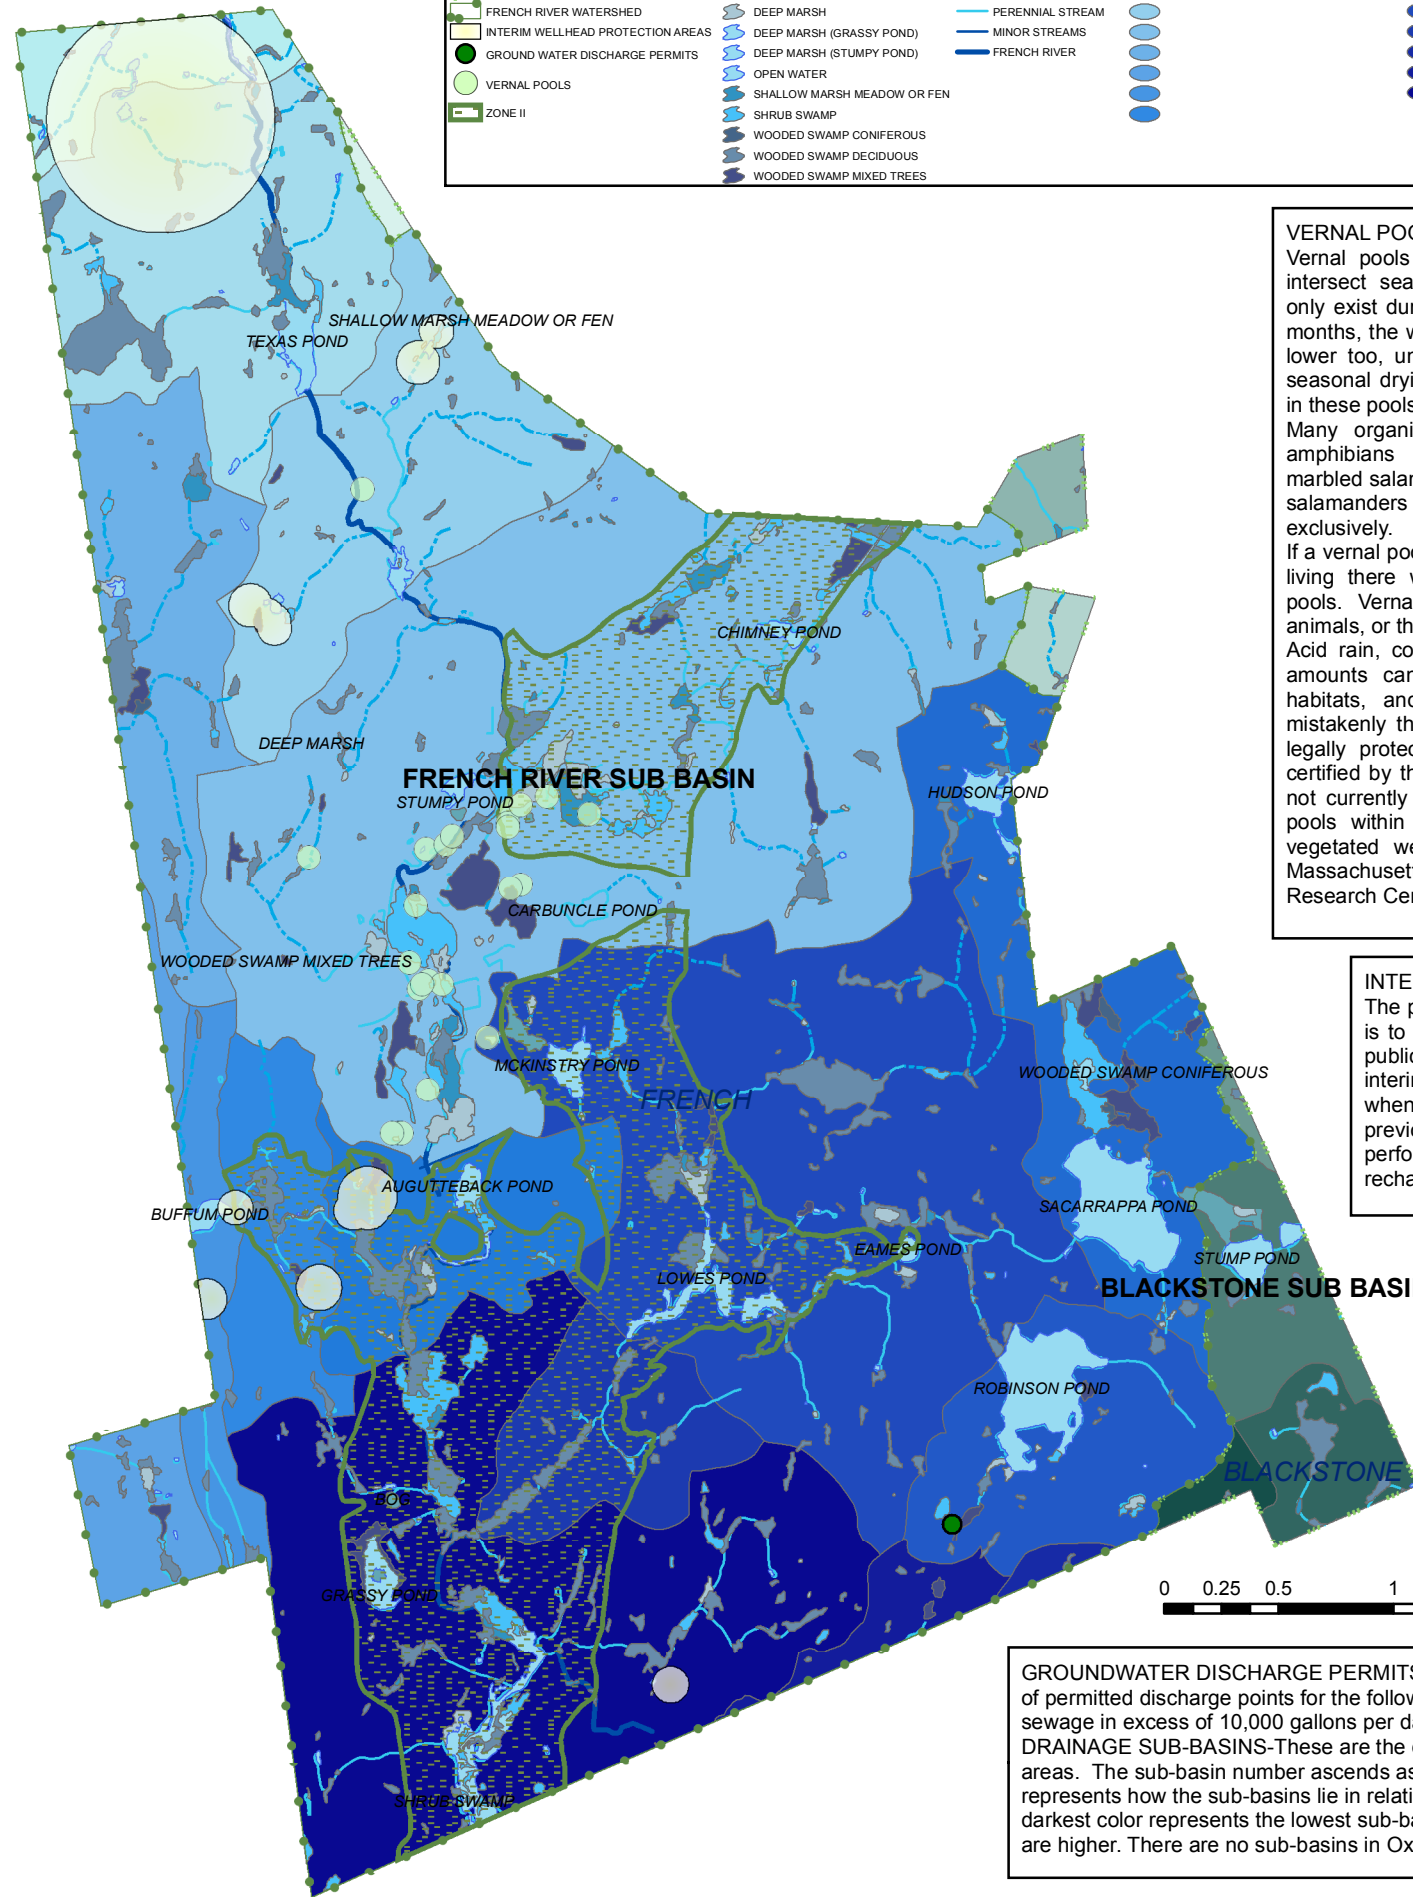 FRENCH RIVER WATERSHED
INTERIM WELLHEAD PROTECTION AREAS
GROUND WATER DISCHARGE PERMITS
VERNAL POOLS
ZONE II
DEEP MARSH
DEEP MARSH (GRASSY POND)
DEEP MARSH (STUMPY POND)
OPEN WATER
SHALLOW MARSH MEADOW OR FEN
SHRUB SWAMP
WOODED SWAMP CONIFEROUS
WOODED SWAMP DECIDUOUS
WOODED SWAMP MIXED TREES
PERENNIAL STREAM
MINOR STREAMS
FRENCH RIVER
VERNAL POO
Vernal pools
intersect sea
only exist dur
months, the w
lower too, un
seasonal dryi
in these pools
Many organi
amphibians
marbled salar
salamanders
exclusively.
If a vernal poo
living there w
pools. Verna
animals, or th
Acid rain, co
amounts can
habitats, and
mistakenly th
legally protec
certified by th
not currently
pools within
vegetated we
Massachusett
Research Cer
SHALLOW MARSH MEADOW OR FEN
TEXAS POND
CHIMNEY POND
DEEP MARSH
FRENCH RIVER SUB BASIN
STUMPY POND
HUDSON POND
CARBUNCLE POND
WOODED SWAMP MIXED TREES
MCKINSTRY POND
FRENCH
WOODED SWAMP CONIFEROUS
AUGUTTEBACK POND
BUFFUM POND
SACARRAPPA POND
EAMES POND
STUMP POND
LOWES POND
BLACKSTONE SUB BASI
ROBINSON POND
BLACKSTONE
BOG
GRASSY POND
SHRUB SWAMP
INTE
The p
is to
public
interin
when
previo
perfo
recha
0 0.25 0.5 1
GROUNDWATER DISCHARGE PERMITS
of permitted discharge points for the follow
sewage in excess of 10,000 gallons per da
DRAINAGE SUB-BASINS-These are the
areas. The sub-basin number ascends as
represents how the sub-basins lie in relati
darkest color represents the lowest sub-ba
are higher. There are no sub-basins in Ox